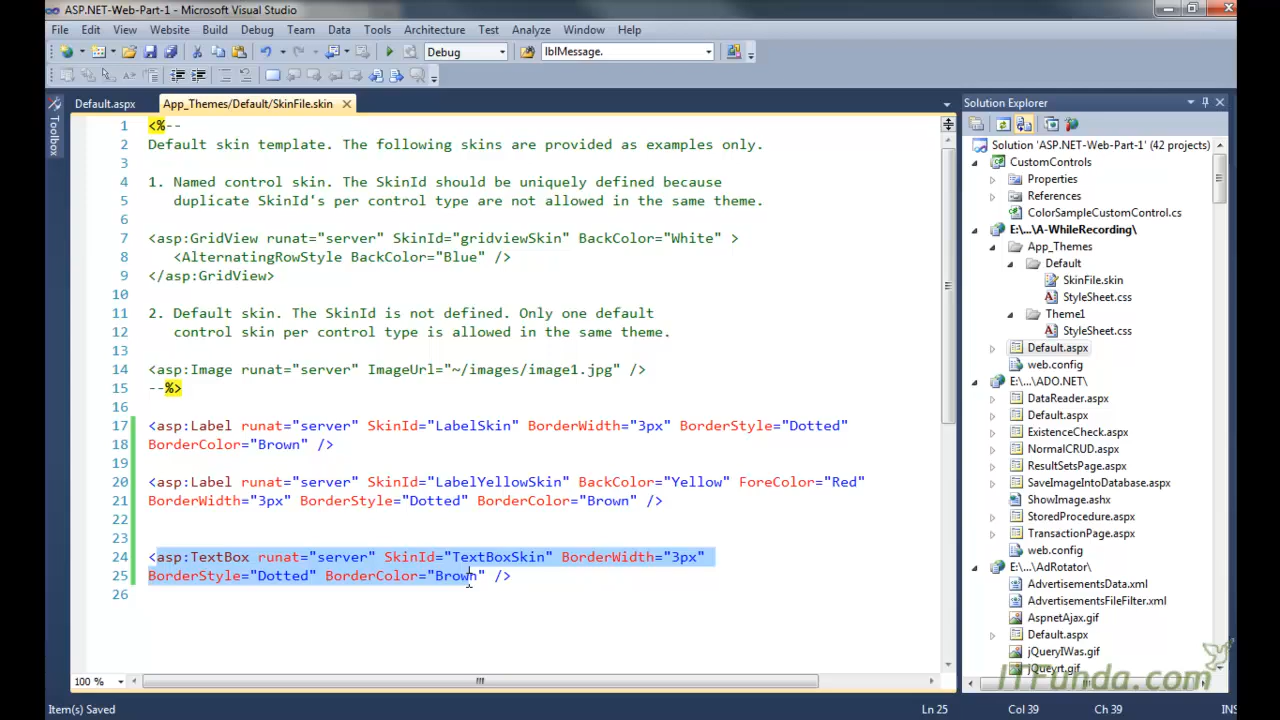 ASP.NET-Web-Part-1 - Microsoft Visual Studio
File Edit View Website Build Debug Team Data Tools Architecture Test Analyze Window Help
Debug lblMessage.
Default.aspx App_Themes/Default/SkinFile.skin
Toolbox
1 <%--
2 Default skin template. The following skins are provided as examples only.
3
4 1. Named control skin. The SkinId should be uniquely defined because
5 duplicate SkinId's per control type are not allowed in the same theme.
6
7 <asp:GridView runat="server" SkinId="gridviewSkin" BackColor="White" >
8 <AlternatingRowStyle BackColor="Blue" />
9 </asp:GridView>
10
11 2. Default skin. The SkinId is not defined. Only one default
12 control skin per control type is allowed in the same theme.
13
14 <asp:Image runat="server" ImageUrl="~/images/image1.jpg" />
15 --%>
16
17 <asp:Label runat="server" SkinId="LabelSkin" BorderWidth="3px" BorderStyle="Dotted"
18 BorderColor="Brown" />
19
20 <asp:Label runat="server" SkinId="LabelYellowSkin" BackColor="Yellow" ForeColor="Red"
21 BorderWidth="3px" BorderStyle="Dotted" BorderColor="Brown" />
22
23
24 <asp:TextBox runat="server" SkinId="TextBoxSkin" BorderWidth="3px"
25 BorderStyle="Dotted" BorderColor="Brown" />
26
100 %
Solution Explorer
Solution 'ASP.NET-Web-Part-1' (42 projects)
CustomControls
Properties
References
ColorSampleCustomControl.cs
E:\...\A-WhileRecording\
App_Themes
Default
SkinFile.skin
StyleSheet.css
Theme1
StyleSheet.css
Default.aspx
web.config
E:\...\ADO.NET\
DataReader.aspx
Default.aspx
ExistenceCheck.aspx
NormalCRUD.aspx
ResultSetsPage.aspx
SaveImageIntoDatabase.aspx
ShowImage.ashx
StoredProcedure.aspx
TransactionPage.aspx
web.config
E:\...\AdRotator\
AdvertisementsData.xml
AdvertisementsFileFilter.xml
AspnetAjax.gif
Default.aspx
jQueryIWas.gif
jQueyrt.gif
ITFunda.com
Item(s) Saved Ln 25 Col 39 Ch 39 INS